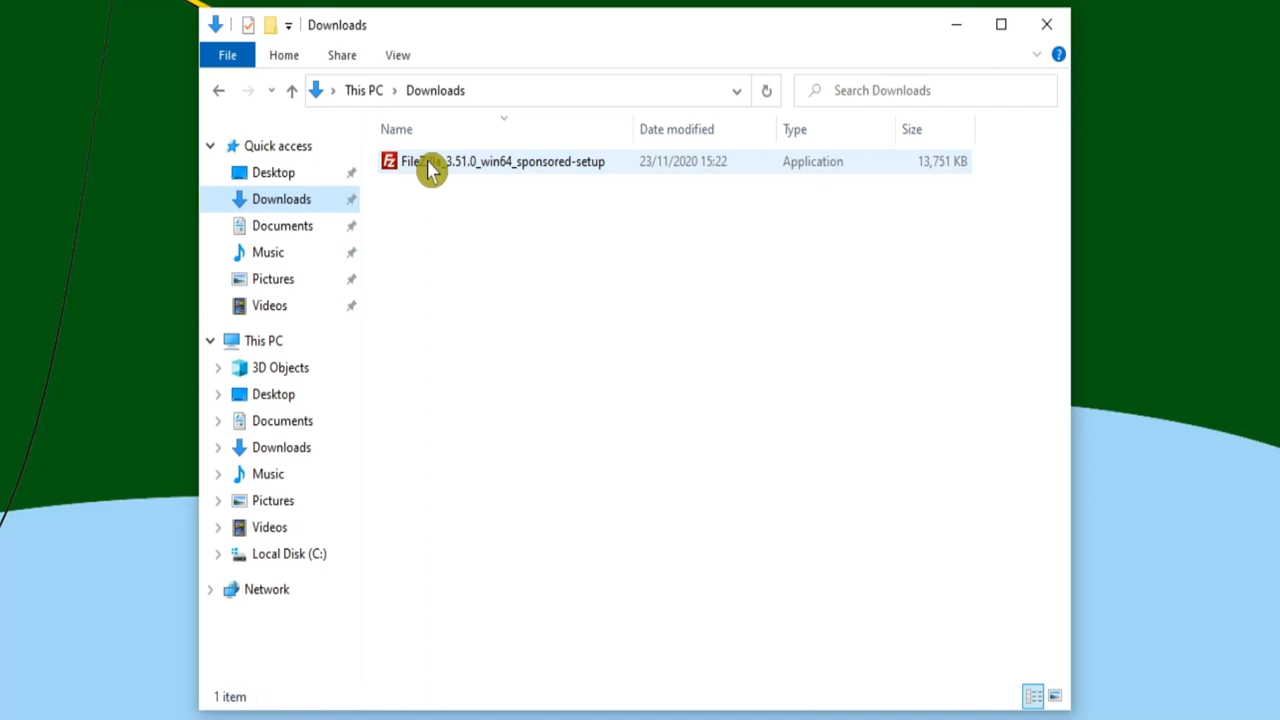 Downloads
File Home Share View
This PC Downloads Search Downloads
Name Date modified Type Size
FileZilla_3.51.0_win64_sponsored-setup 23/11/2020 15:22 Application 13,751 KB
Quick access
Desktop
Downloads
Documents
Music
Pictures
Videos
This PC
3D Objects
Desktop
Documents
Downloads
Music
Pictures
Videos
Local Disk (C:)
Network
1 item